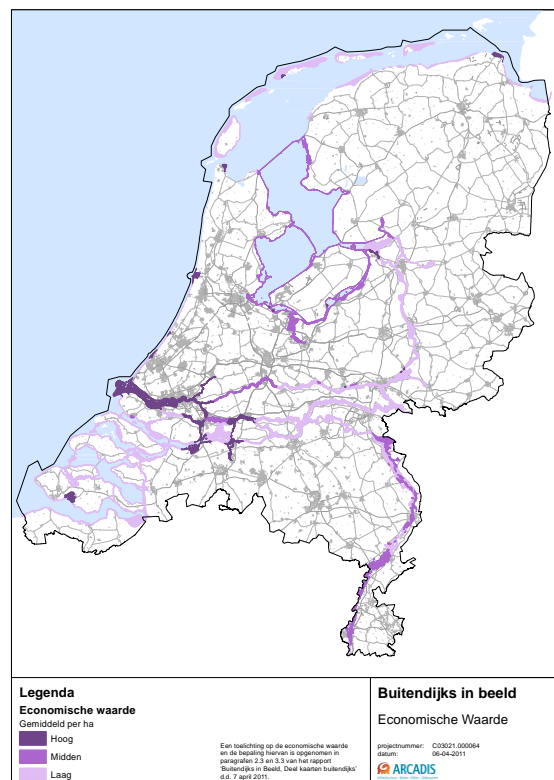 Legenda
Economische waarde
Gemiddeld per ha
Hoog
Midden
Laag
Een toelichting op de economische waarde
en de bepaling hiervan is opgenomen in
paragrafen 2.3 en 3.3 van het rapport
'Buitendijks in Beeld, Deel kaarten buitendijks'
d.d. 7 april 2011.
Buitendijks in beeld
Economische Waarde
projectnummer: C03021.000064
datum: 06-04-2011
ARCADIS